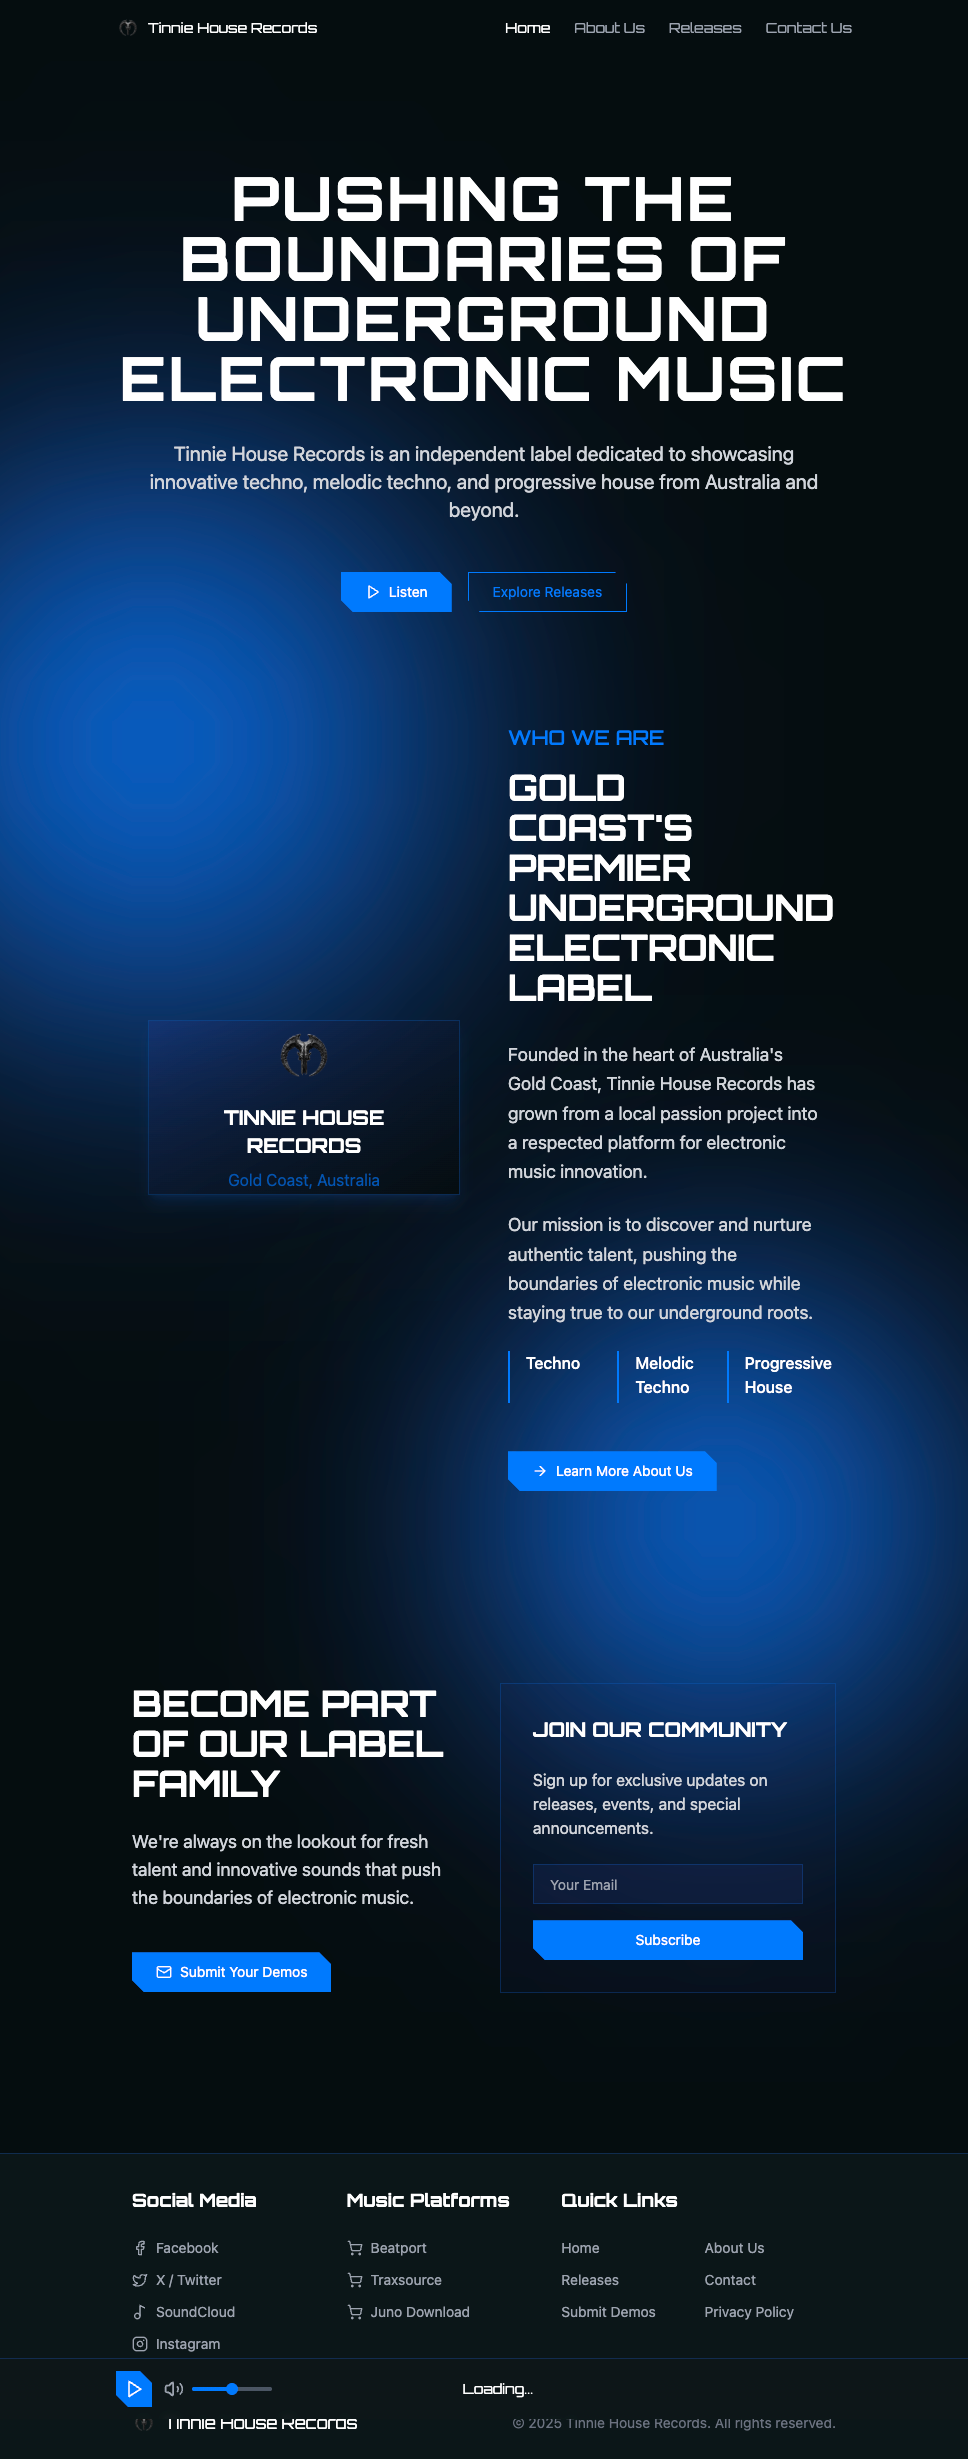 Tinnie House Records
Home
About Us
Releases
Contact Us
PUSHING THE
BOUNDARIES OF
UNDERGROUND
ELECTRONIC MUSIC
Tinnie House Records is an independent label dedicated to showcasing
innovative techno, melodic techno, and progressive house from Australia and
beyond.
Listen
Explore Releases
TINNIE HOUSE
RECORDS
Gold Coast, Australia
WHO WE ARE
GOLD
COAST'S
PREMIER
UNDERGROUND
ELECTRONIC
LABEL
Founded in the heart of Australia's
Gold Coast, Tinnie House Records has
grown from a local passion project into
a respected platform for electronic
music innovation.
Our mission is to discover and nurture
authentic talent, pushing the
boundaries of electronic music while
staying true to our underground roots.
Techno
Melodic
Techno
Progressive
House
Learn More About Us
BECOME PART
OF OUR LABEL
FAMILY
We're always on the lookout for fresh
talent and innovative sounds that push
the boundaries of electronic music.
Submit Your Demos
JOIN OUR COMMUNITY
Sign up for exclusive updates on
releases, events, and special
announcements.
Your Email
Subscribe
Social Media
Facebook
X / Twitter
SoundCloud
Instagram
Music Platforms
Beatport
Traxsource
Juno Download
Quick Links
Home
About Us
Releases
Contact
Submit Demos
Privacy Policy
Loading...
Tinnie House Records
© 2025 Tinnie House Records. All rights reserved.